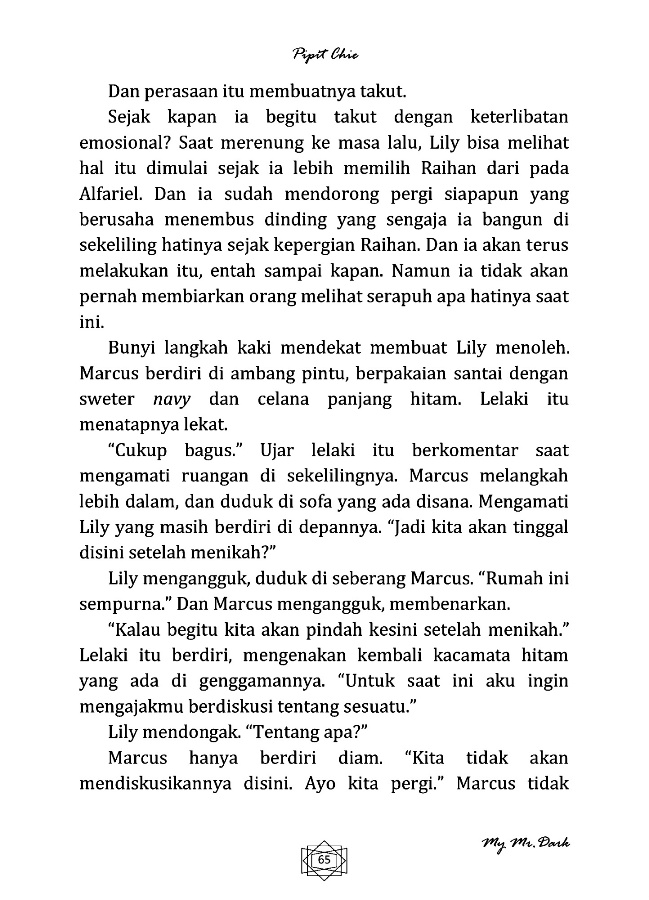 Pipit Chie
Dan perasaan itu membuatnya takut.
Sejak kapan ia begitu takut dengan keterlibatan
emosional? Saat merenung ke masa lalu, Lily bisa melihat
hal itu dimulai sejak ia lebih memilih Raihan dari pada
Alfariel. Dan ia sudah mendorong pergi siapapun yang
berusaha menembus dinding yang sengaja ia bangun di
sekeliling hatinya sejak kepergian Raihan. Dan ia akan terus
melakukan itu, entah sampai kapan. Namun ia tidak akan
pernah membiarkan orang melihat serapuh apa hatinya saat
ini.
Bunyi langkah kaki mendekat membuat Lily menoleh.
Marcus berdiri di ambang pintu, berpakaian santai dengan
sweter navy dan celana panjang hitam. Lelaki itu
menatapnya lekat.
“Cukup bagus.” Ujar lelaki itu berkomentar saat
mengamati ruangan di sekelilingnya. Marcus melangkah
lebih dalam, dan duduk di sofa yang ada disana. Mengamati
Lily yang masih berdiri di depannya. “Jadi kita akan tinggal
disini setelah menikah?”
Lily mengangguk, duduk di seberang Marcus. “Rumah ini
sempurna.” Dan Marcus mengangguk, membenarkan.
“Kalau begitu kita akan pindah kesini setelah menikah.”
Lelaki itu berdiri, mengenakan kembali kacamata hitam
yang ada di genggamannya. “Untuk saat ini aku ingin
mengajakmu berdiskusi tentang sesuatu.”
Lily mendongak. “Tentang apa?”
Marcus hanya berdiri diam. “Kita tidak akan
mendiskusikannya disini. Ayo kita pergi.” Marcus tidak
My Mr. Dark
65